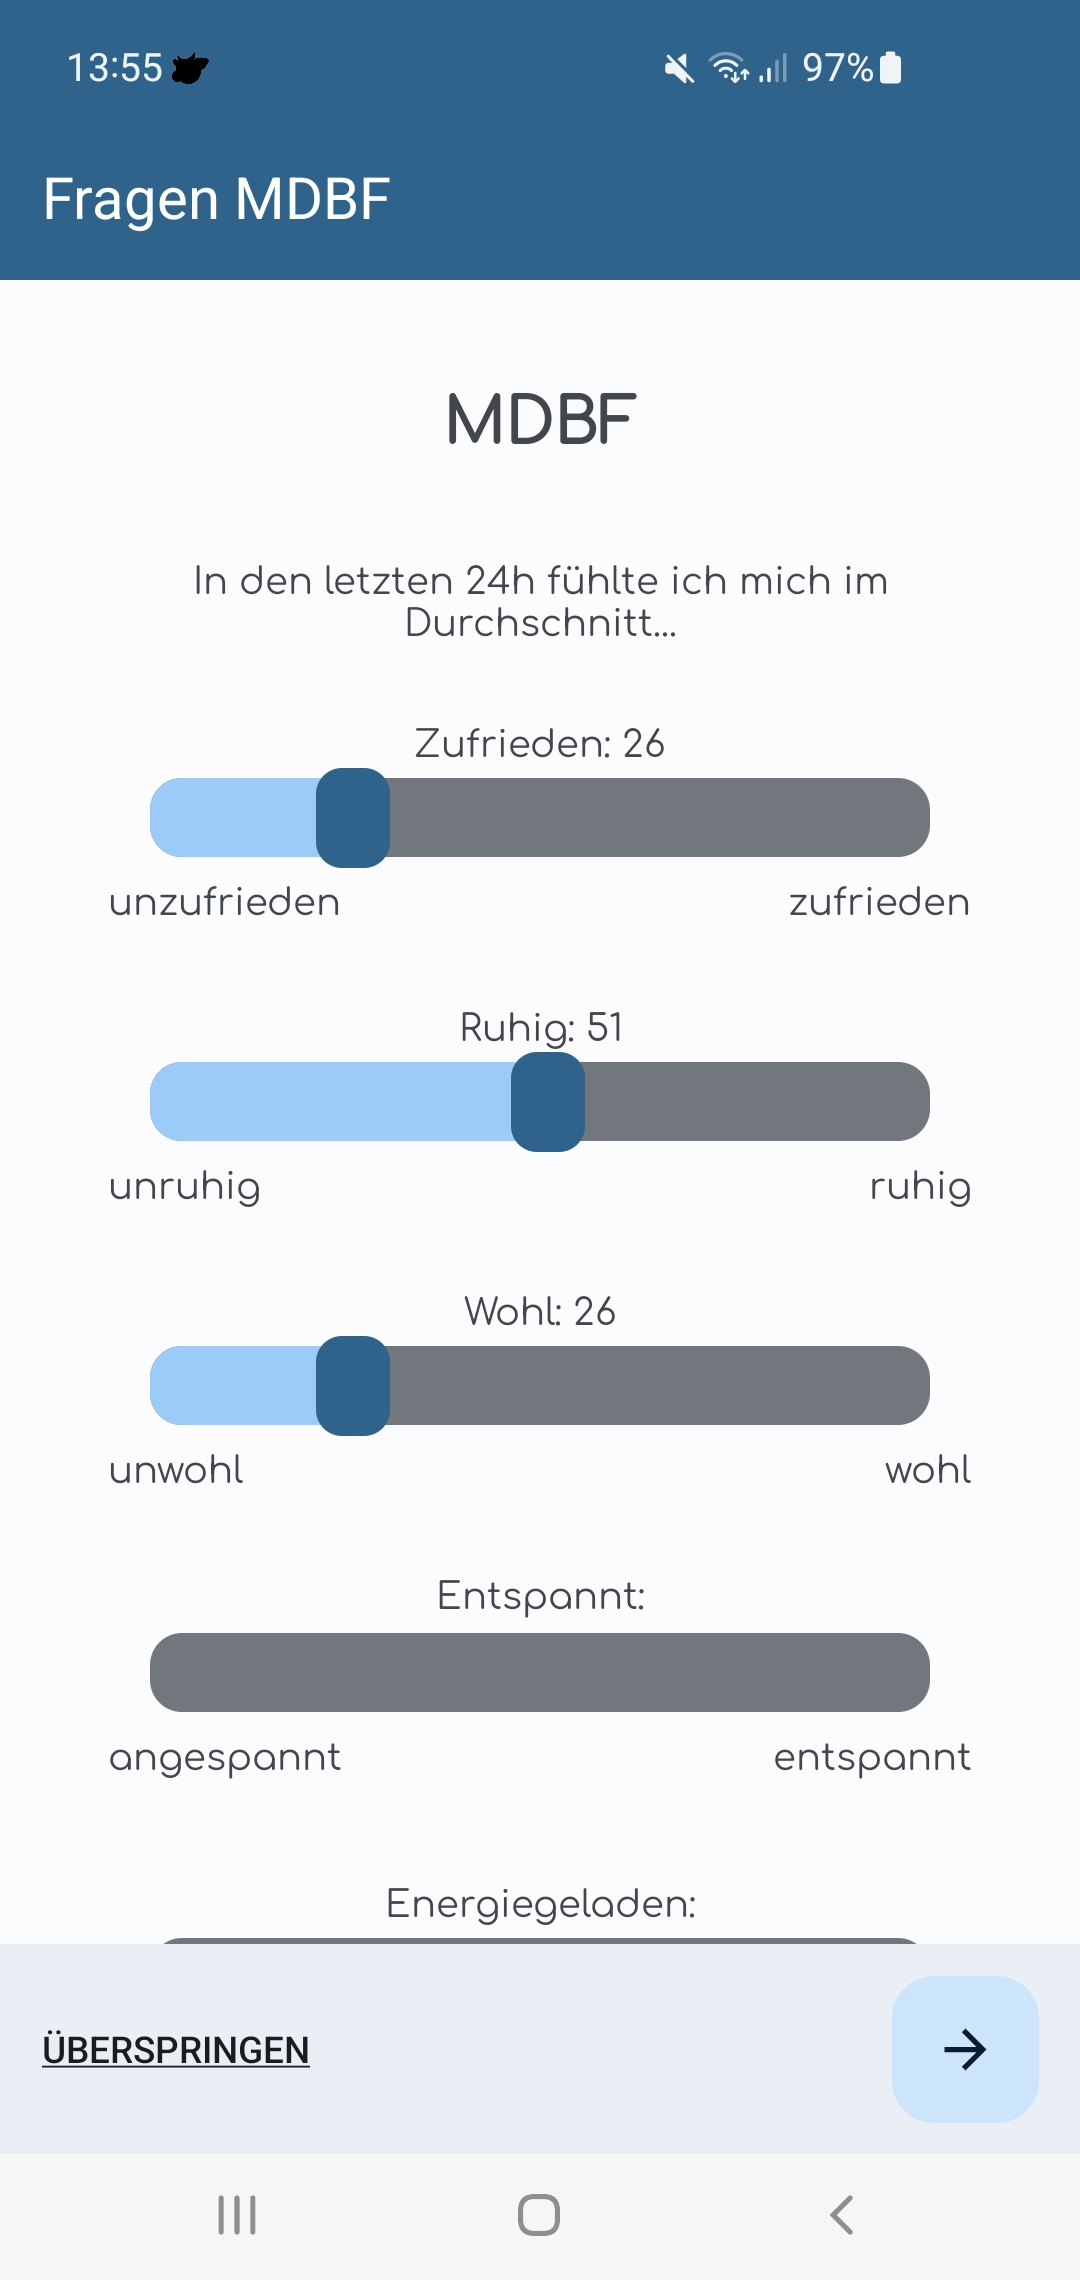 13:55
97%
Fragen MDBF
MDBF
In den letzten 24h fühlte ich mich im
Durchschnitt...
Zufrieden: 26
unzufrieden zufrieden
Ruhig: 51
unruhig ruhig
Wohl: 26
unwohl wohl
Entspannt:
angespannt entspannt
Energiegeladen:
ÜBERSPRINGEN